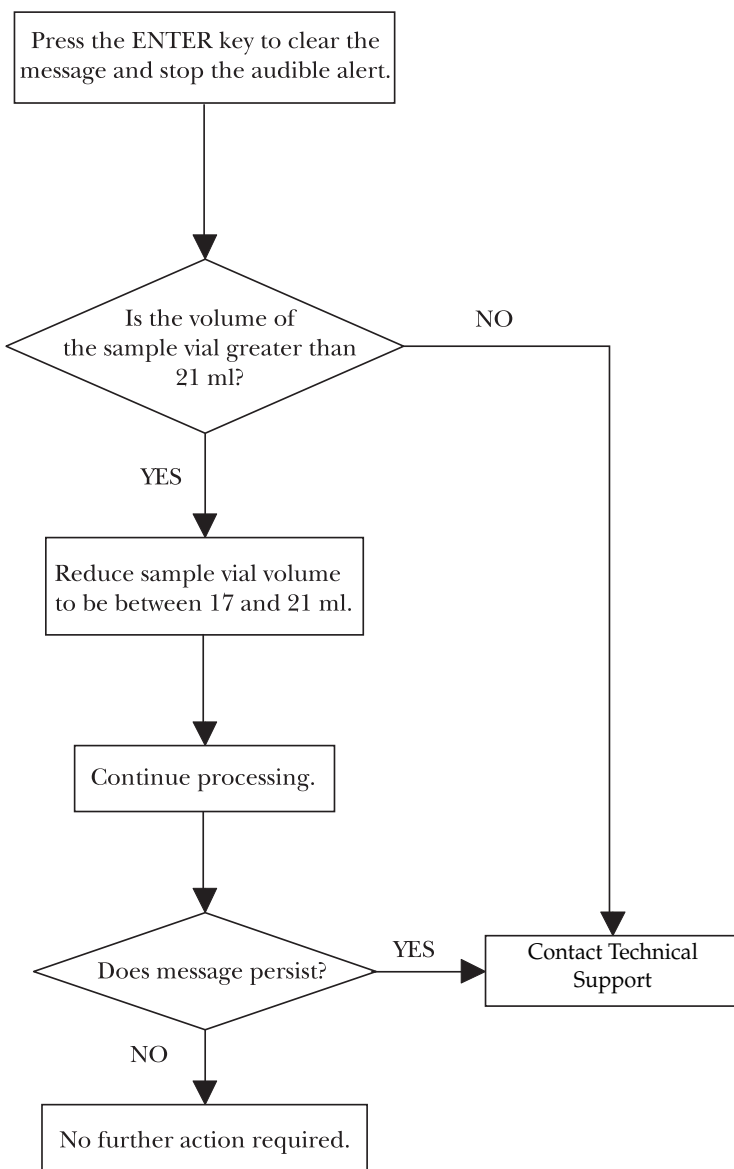 Press the ENTER key to clear the
message and stop the audible alert.
Is the volume of
the sample vial greater than
21 ml?
NO
YES
Reduce sample vial volume
to be between 17 and 21 ml.
Continue processing.
Does message persist?
YES
Contact Technical
Support
NO
No further action required.